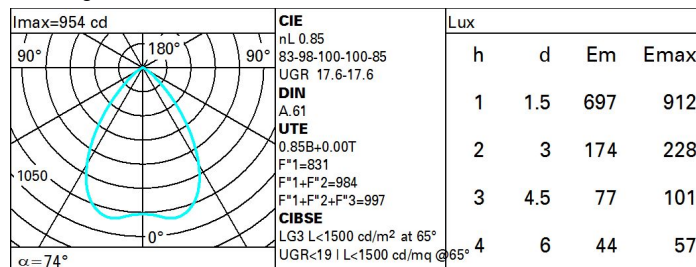 Imax=954 cd
90°
180°
90°
1050
0°
α=74°
CIE
nL 0.85
83-98-100-100-85
UGR 17.6-17.6
DIN
A.61
UTE
0.85B+0.00T
F"1=831
F"1+F"2=984
F"1+F"2+F"3=997
CIBSE
LG3 L<1500 cd/m² at 65°
UGR<19 | L<1500 cd/mq @65°
Lux
h d Em Emax
1 1.5 697 912
2 3 174 228
3 4.5 77 101
4 6 44 57